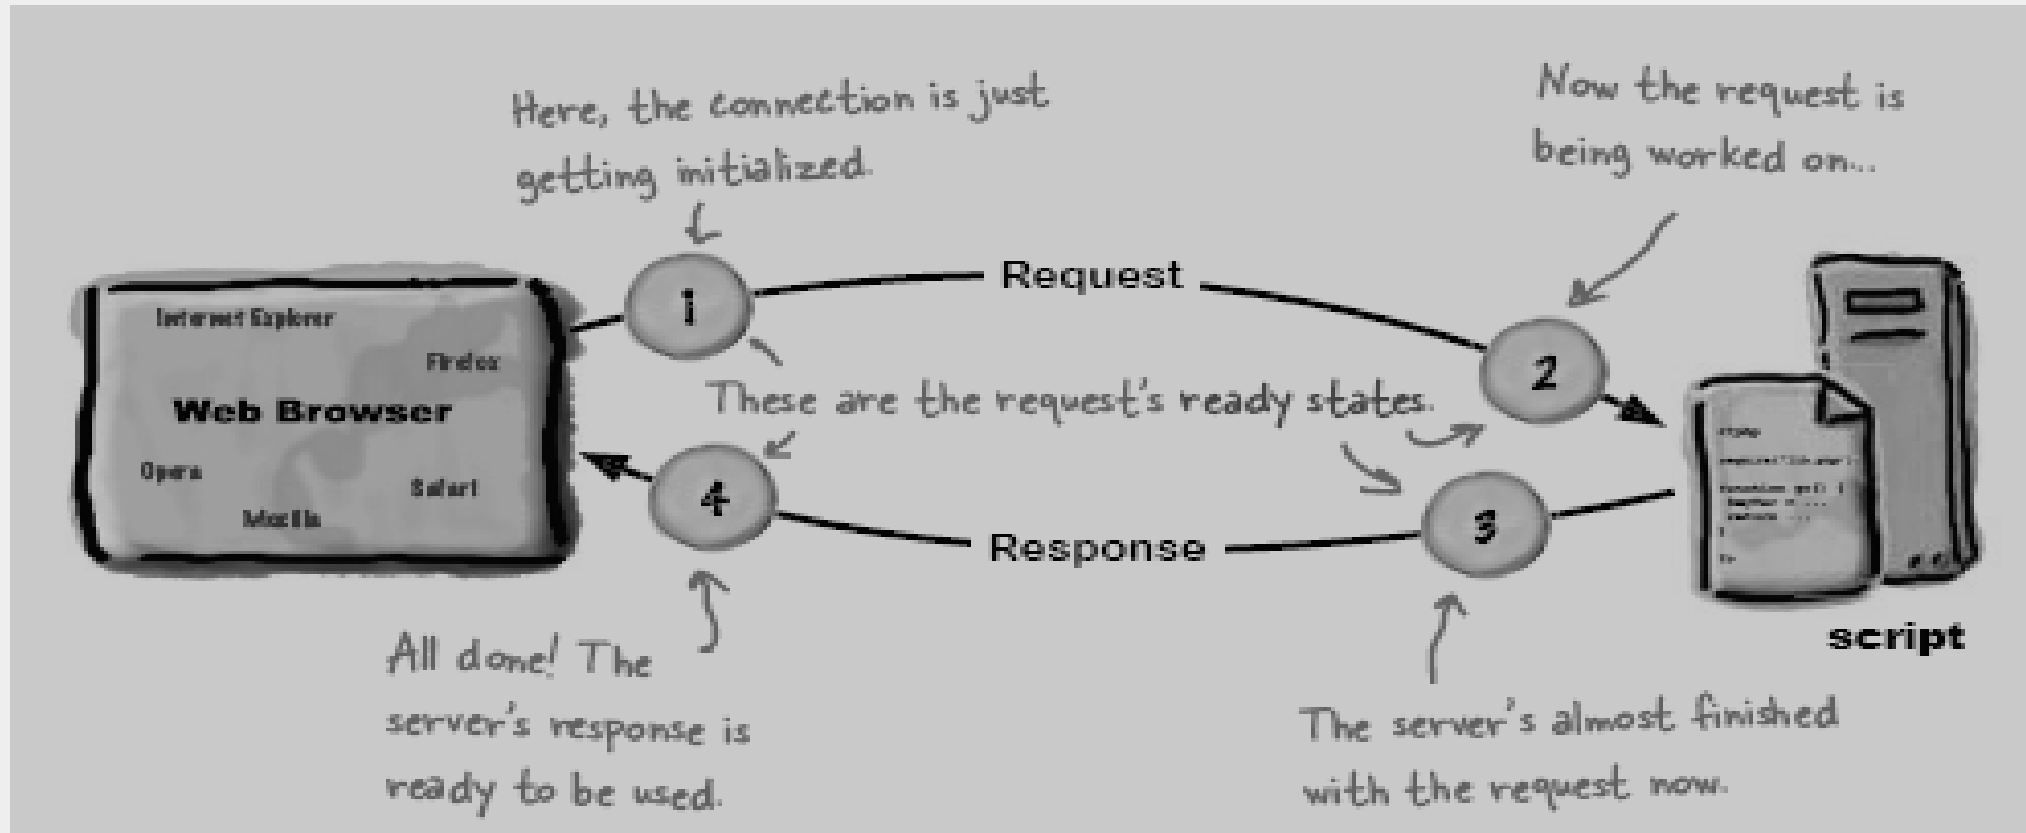 Here, the connection is just
getting initialized.
Now the request is
being worked on...
1
Request
2
Internet Explorer
Firefox
Web Browser
Opera
Safari
Mozilla
These are the request's ready states.
4
Response
3
script
All done! The
server's response is
ready to be used.
The server's almost finished
with the request now.